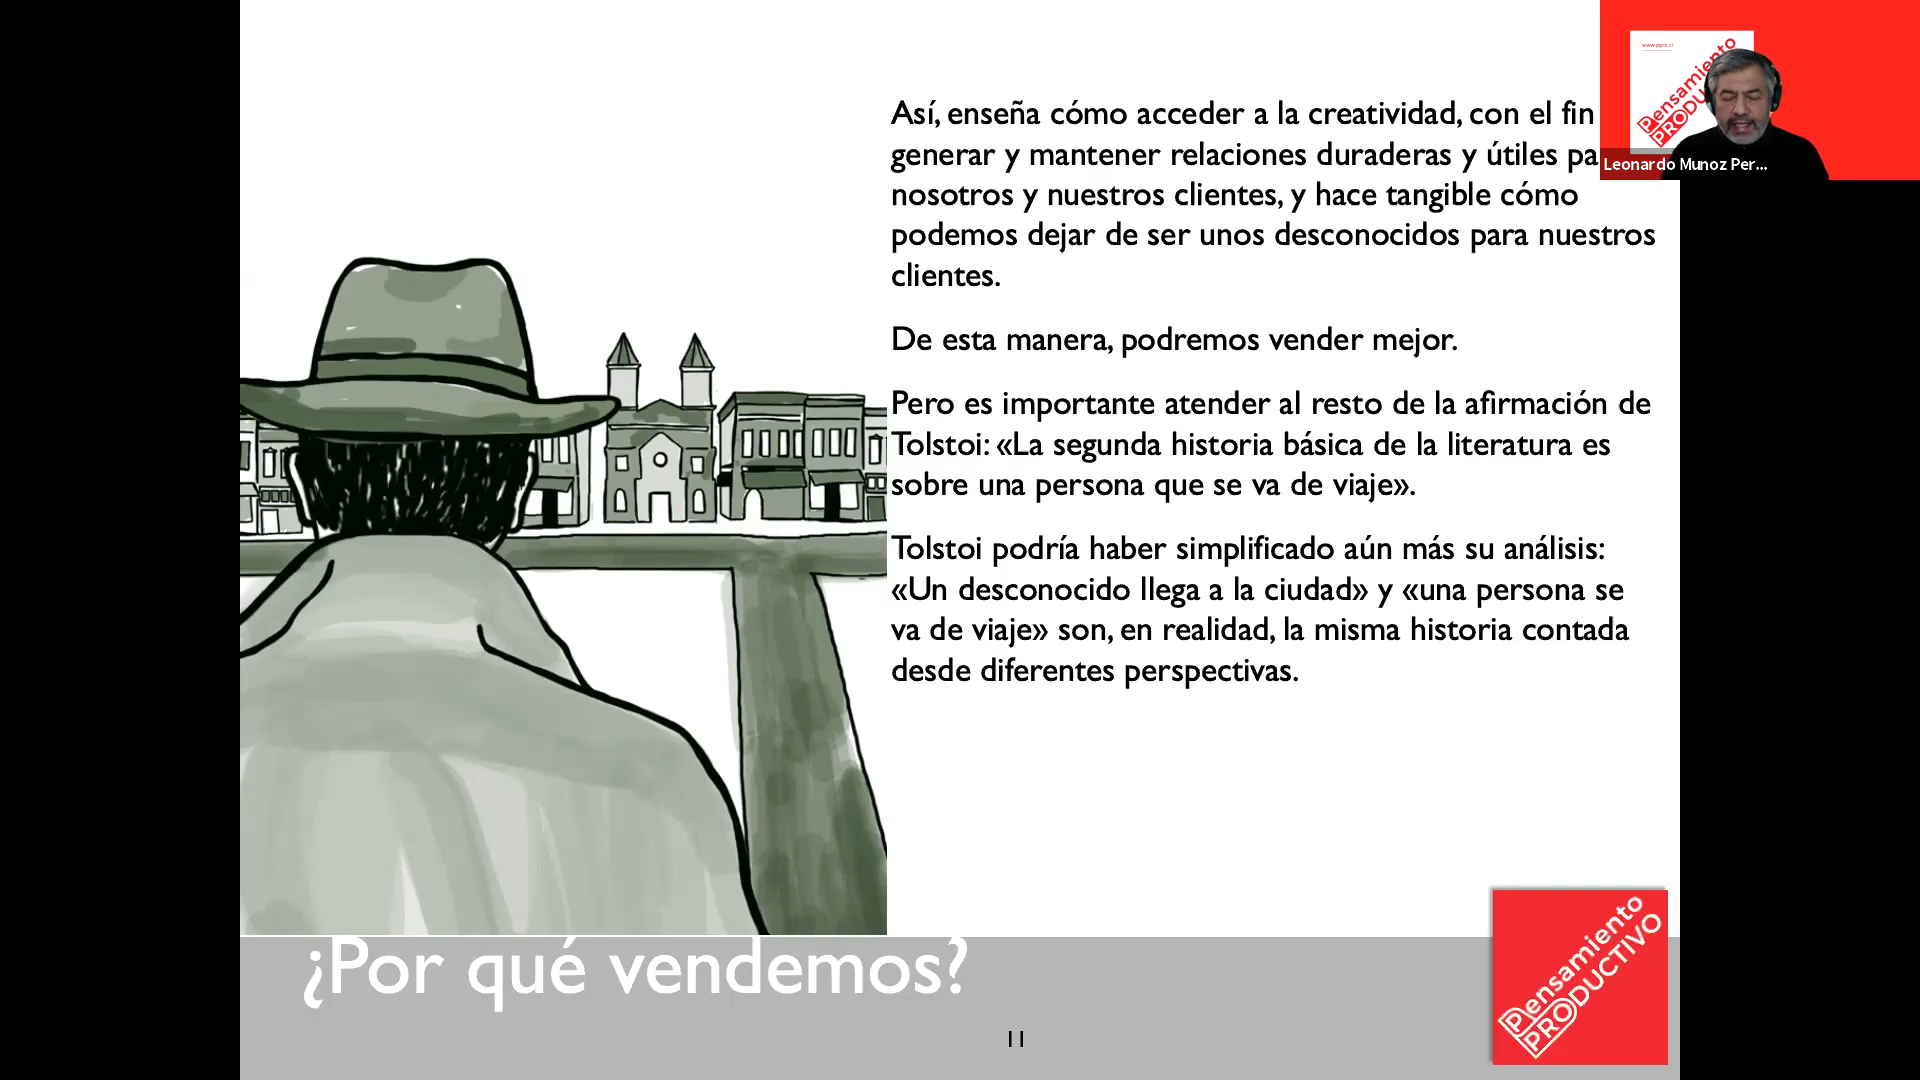 Así, enseña cómo acceder a la creatividad, con el fin
generar y mantener relaciones duraderas y útiles pa
nosotros y nuestros clientes, y hace tangible cómo
podemos dejar de ser unos desconocidos para nuestros
clientes.
De esta manera, podremos vender mejor.
Pero es importante atender al resto de la afirmación de
Tolstoi: «La segunda historia básica de la literatura es
sobre una persona que se va de viaje».
Tolstoi podría haber simplificado aún más su análisis:
«Un desconocido llega a la ciudad» y «una persona se
va de viaje» son, en realidad, la misma historia contada
desde diferentes perspectivas.
www.ppro.cl
Pensamiento
PRODU
Leonardo Munoz Per...
¿Por qué vendemos?
11
Pensamiento
PRODUCTIVO